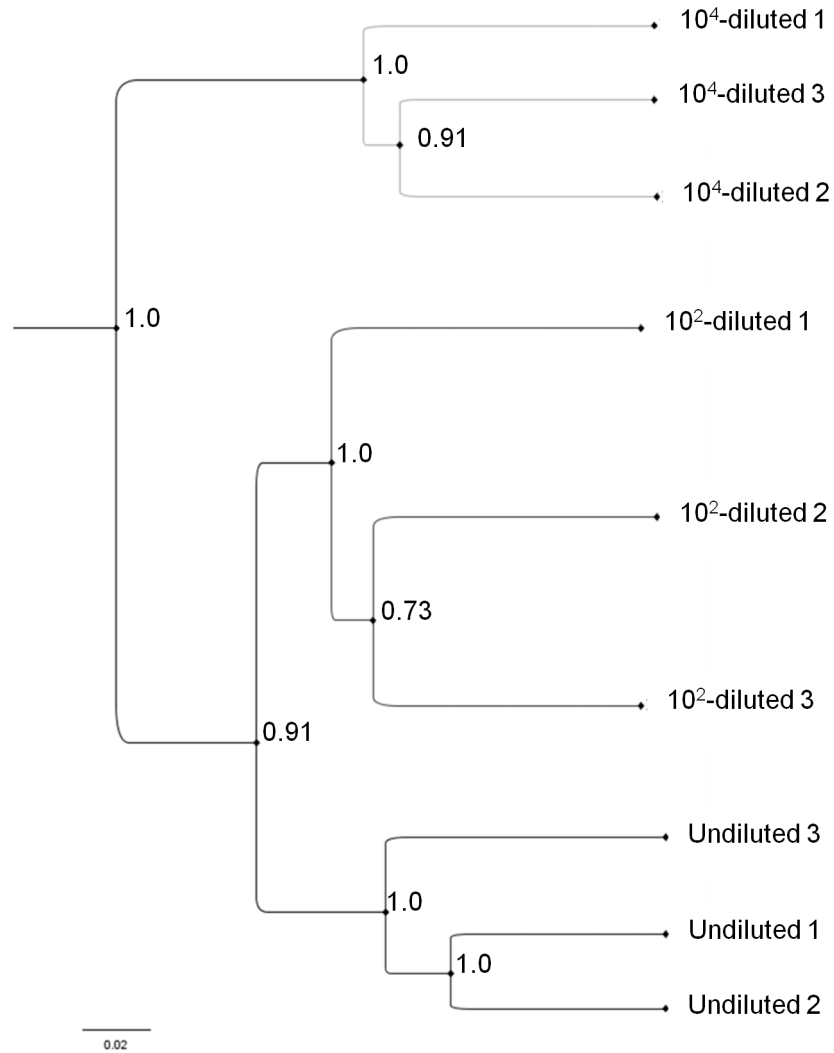 10⁴-diluted 1
1.0
10⁴-diluted 3
0.91
10⁴-diluted 2
1.0
10²-diluted 1
1.0
10²-diluted 2
0.73
10²-diluted 3
0.91
Undiluted 3
1.0
Undiluted 1
1.0
Undiluted 2
0.02